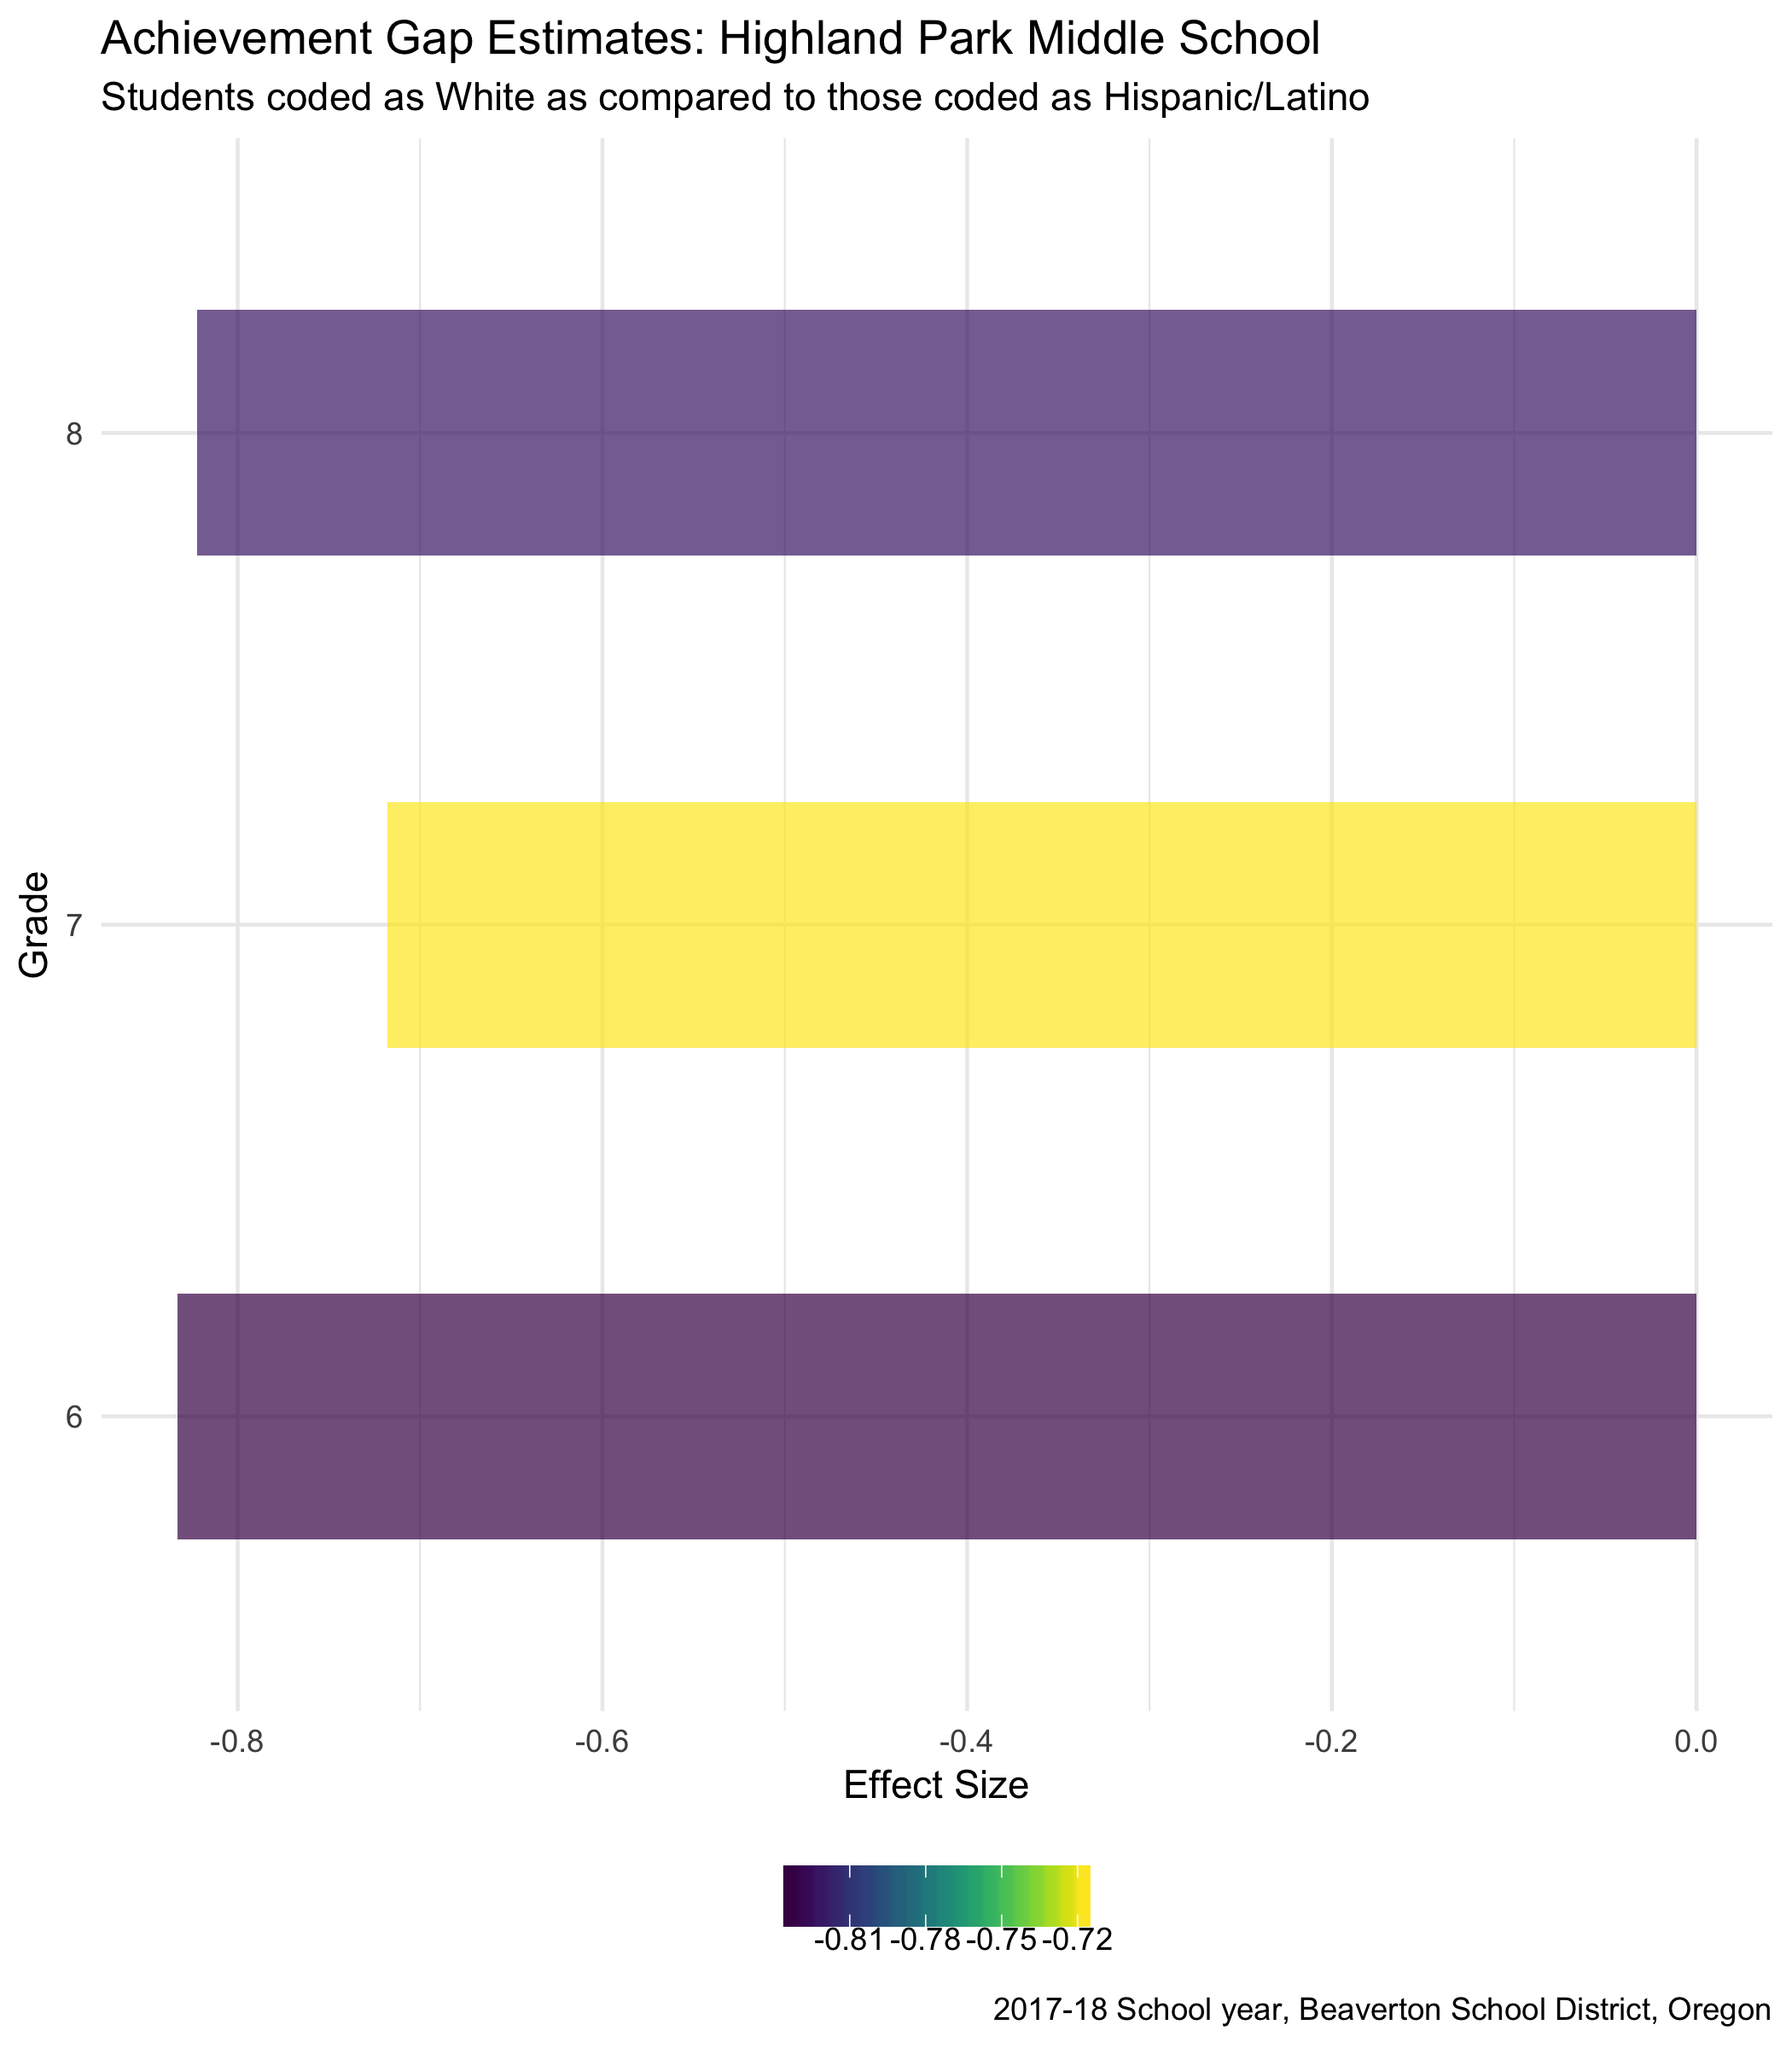 Achievement Gap Estimates: Highland Park Middle School
Students coded as White as compared to those coded as Hispanic/Latino
Grade
8
7
6
-0.8 -0.6 -0.4 -0.2 0.0
Effect Size
-0.81 -0.78 -0.75 -0.72
2017-18 School year, Beaverton School District, Oregon